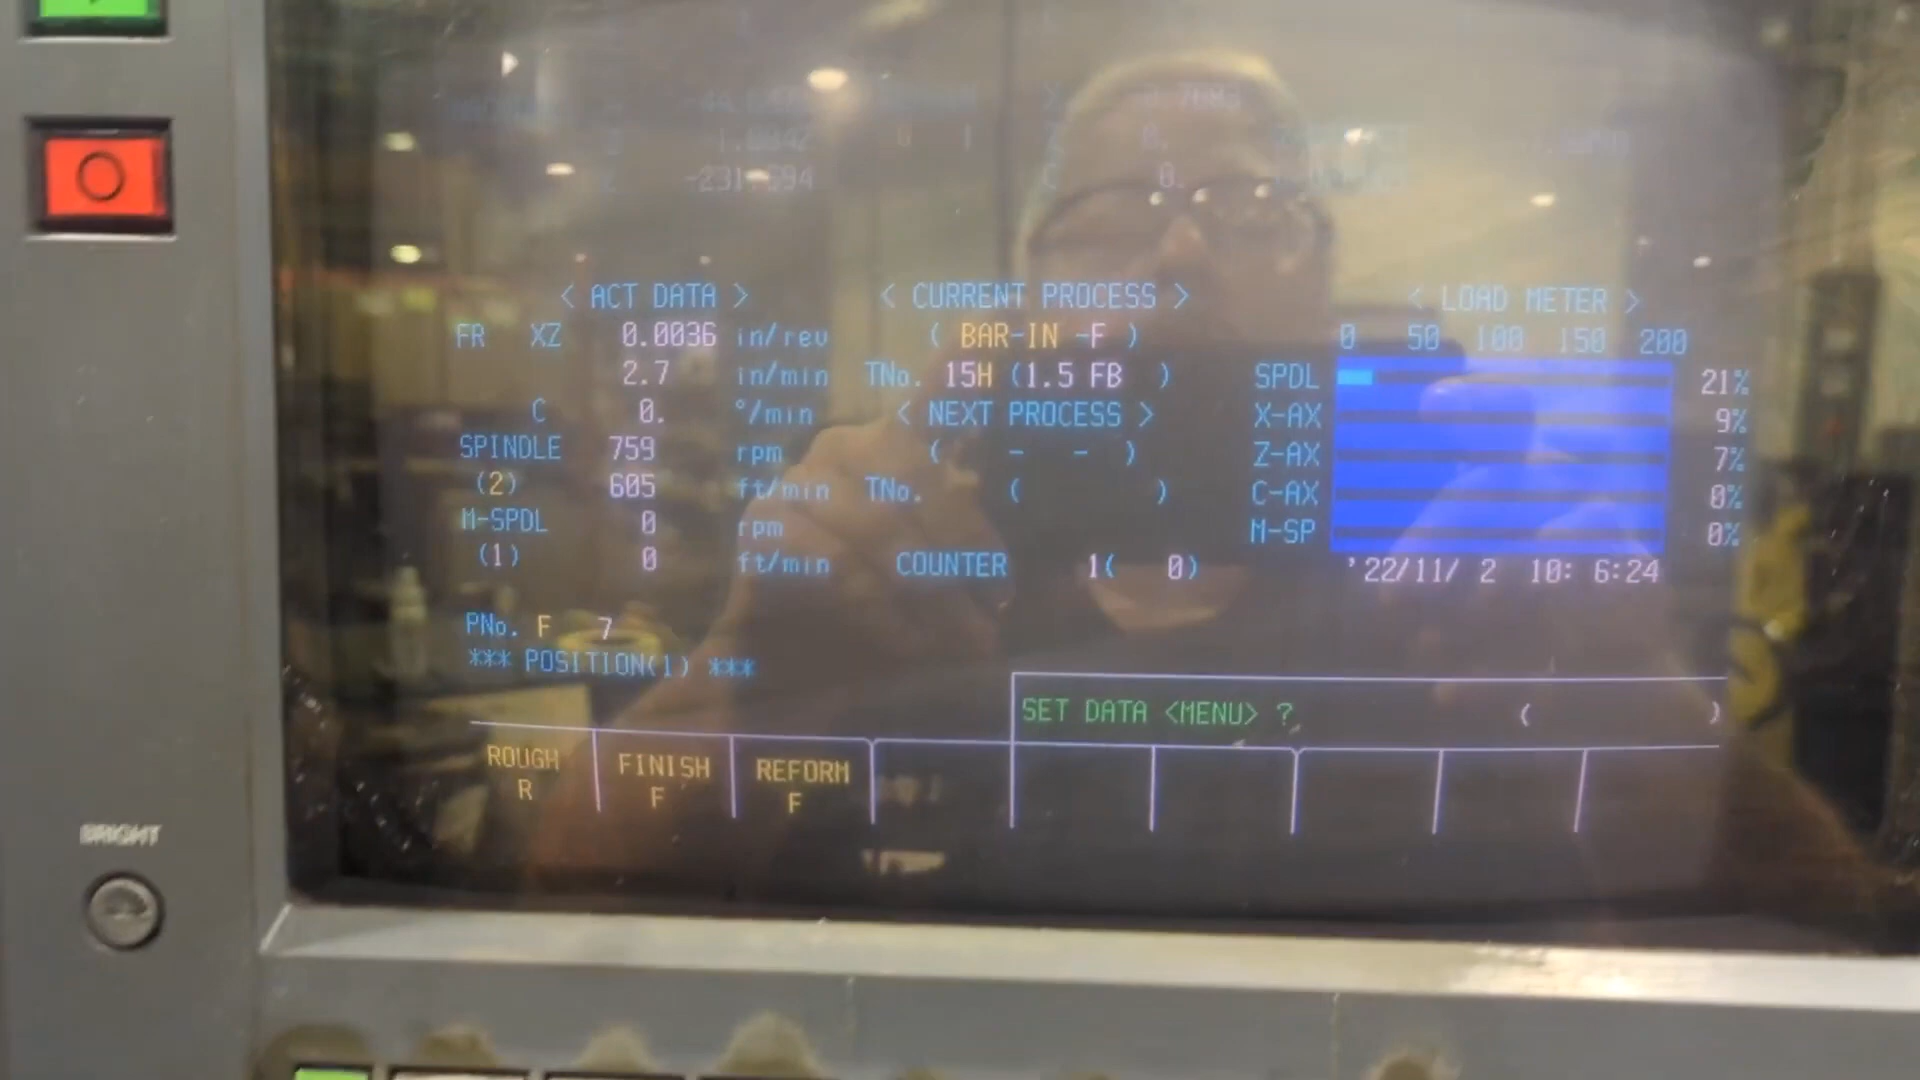 -231.694 C 0.
< ACT DATA > < CURRENT PROCESS > < LOAD METER >
FR XZ 0.0036 in/rev ( BAR-IN -F ) 0 50 100 150 200
2.7 in/min TNo. 15H (1.5 FB ) SPDL 21%
C 0. °/min < NEXT PROCESS > X-AX 9%
SPINDLE 759 rpm ( - - ) Z-AX 7%
(2) 605 ft/min TNo. ( ) C-AX 0%
M-SPDL 0 rpm M-SP 0%
(1) 0 ft/min COUNTER 1( 0) '22/11/ 2 10: 6:24
PNo. F 7
*** POSITION(1) ***
SET DATA <MENU> ? ( )
ROUGH FINISH REFORM
R F F
BRIGHT